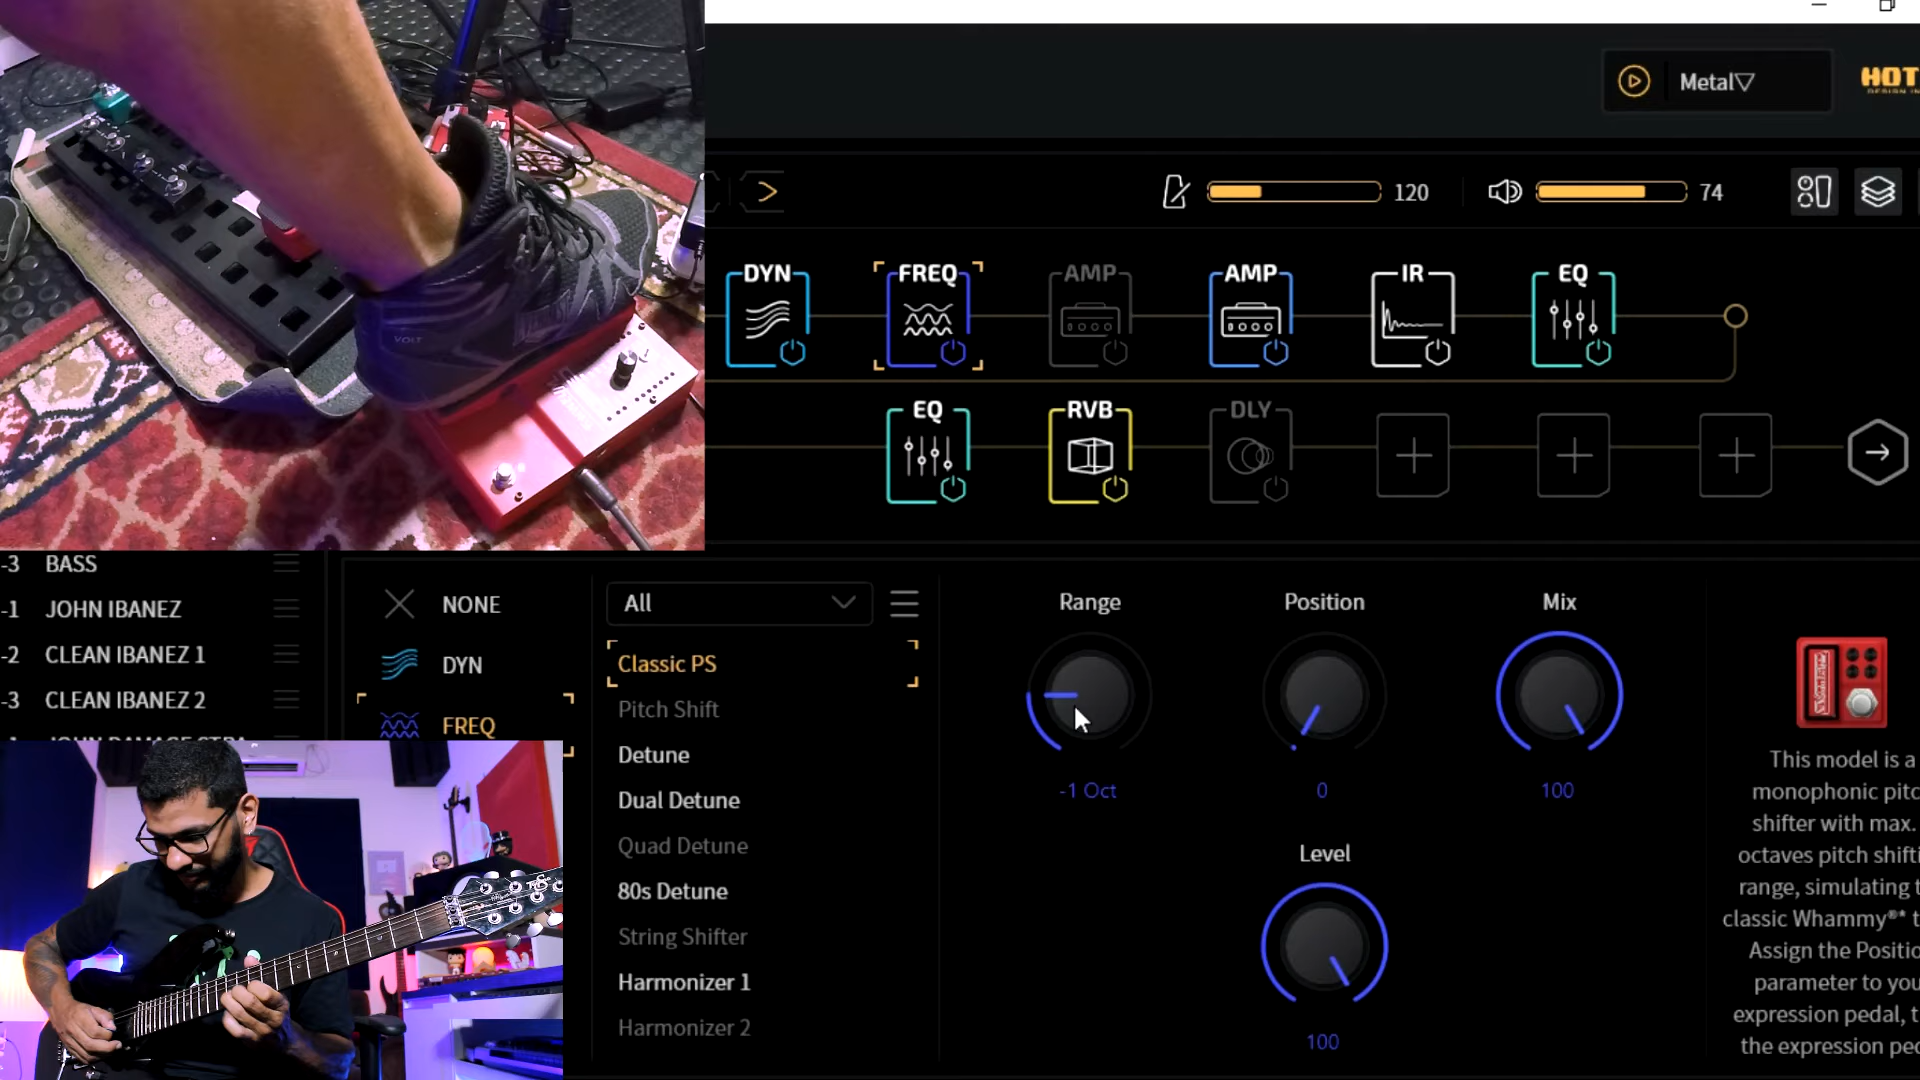 Metal
HOT
120
74
DYN
FREQ
AMP
AMP
IR
EQ
EQ
RVB
DLY
-3 BASS
-1 JOHN IBANEZ
-2 CLEAN IBANEZ 1
-3 CLEAN IBANEZ 2
NONE
DYN
FREQ
All
Classic PS
Pitch Shift
Detune
Dual Detune
Quad Detune
80s Detune
String Shifter
Harmonizer 1
Harmonizer 2
Range
Position
Mix
-1 Oct
0
100
Level
100
This model is a
monophonic pitc
shifter with max.
octaves pitch shifti
range, simulating t
classic Whammy®* t
Assign the Positio
parameter to you
expression pedal, t
the expression pe
VOLT